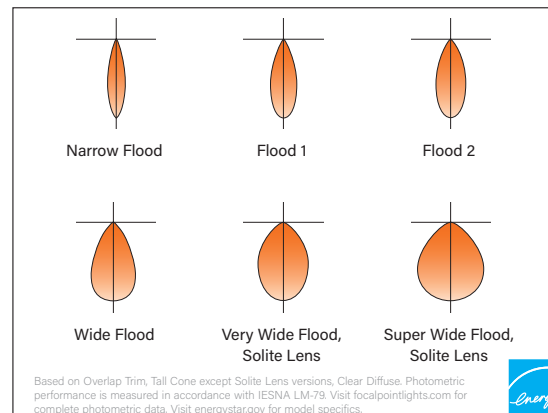 Narrow Flood
Flood 1
Flood 2
Wide Flood
Very Wide Flood,
Solite Lens
Super Wide Flood,
Solite Lens
Based on Overlap Trim, Tall Cone except Solite Lens versions, Clear Diffuse. Photometric
performance is measured in accordance with IESNA LM-79. Visit focalpointlights.com for
complete photometric data. Visit energystar.gov for model specifics.